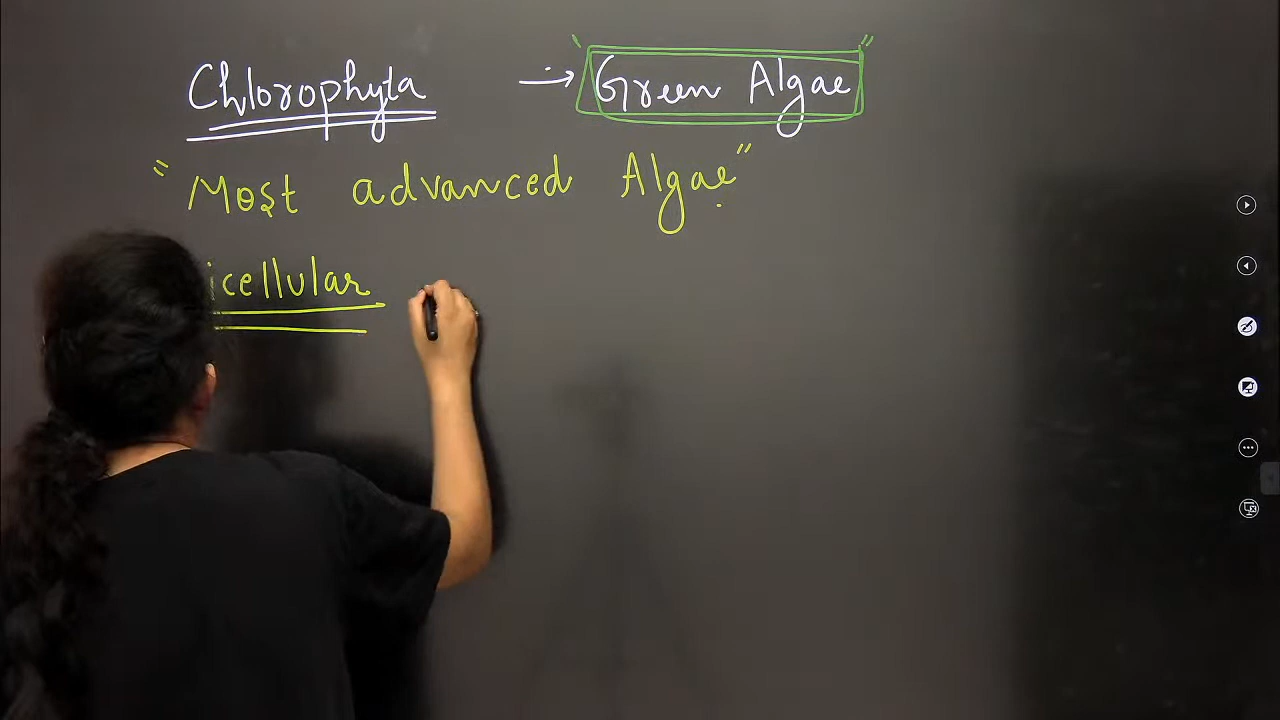 Chlorophyta → "Green Algae"
"Most advanced Algae"
icellular